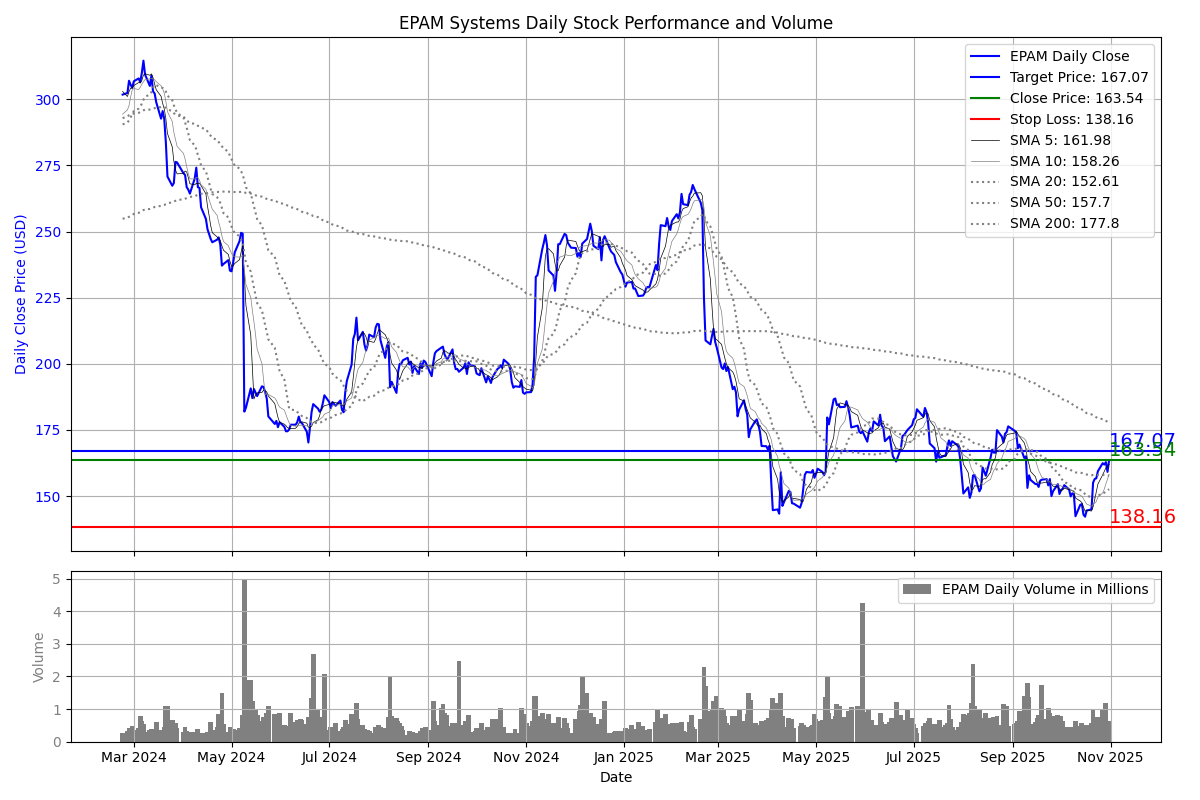 EPAM Systems Daily Stock Performance and Volume
EPAM Daily Close
Target Price: 167.07
Close Price: 163.54
Stop Loss: 138.16
SMA 5: 161.98
SMA 10: 158.26
SMA 20: 152.61
SMA 50: 157.7
SMA 200: 177.8
Daily Close Price (USD)
300
275
250
225
200
175
150
167.07
163.54
138.16
EPAM Daily Volume in Millions
Volume
5
4
3
2
1
0
Mar 2024 May 2024 Jul 2024 Sep 2024 Nov 2024 Jan 2025 Mar 2025 May 2025 Jul 2025 Sep 2025 Nov 2025
Date